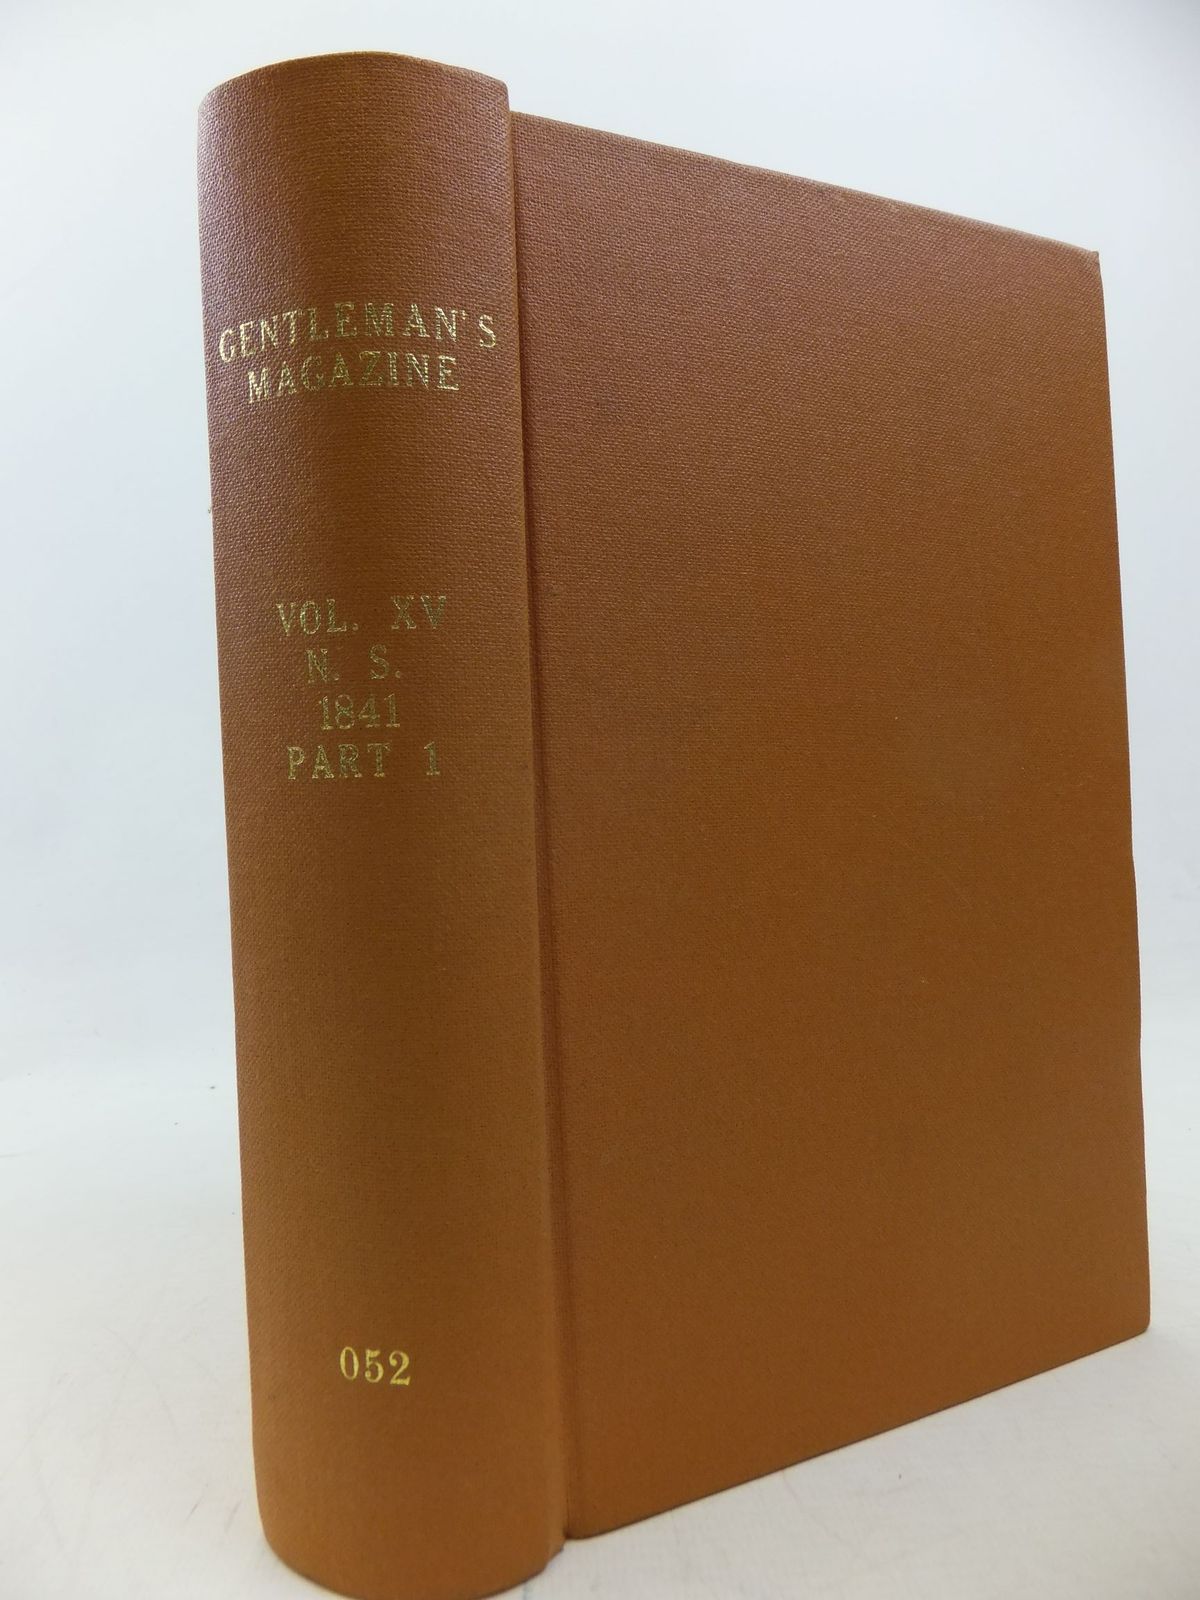 GENTLEMAN'S
MAGAZINE
VOL. XV
N. S.
1841
PART 1
052